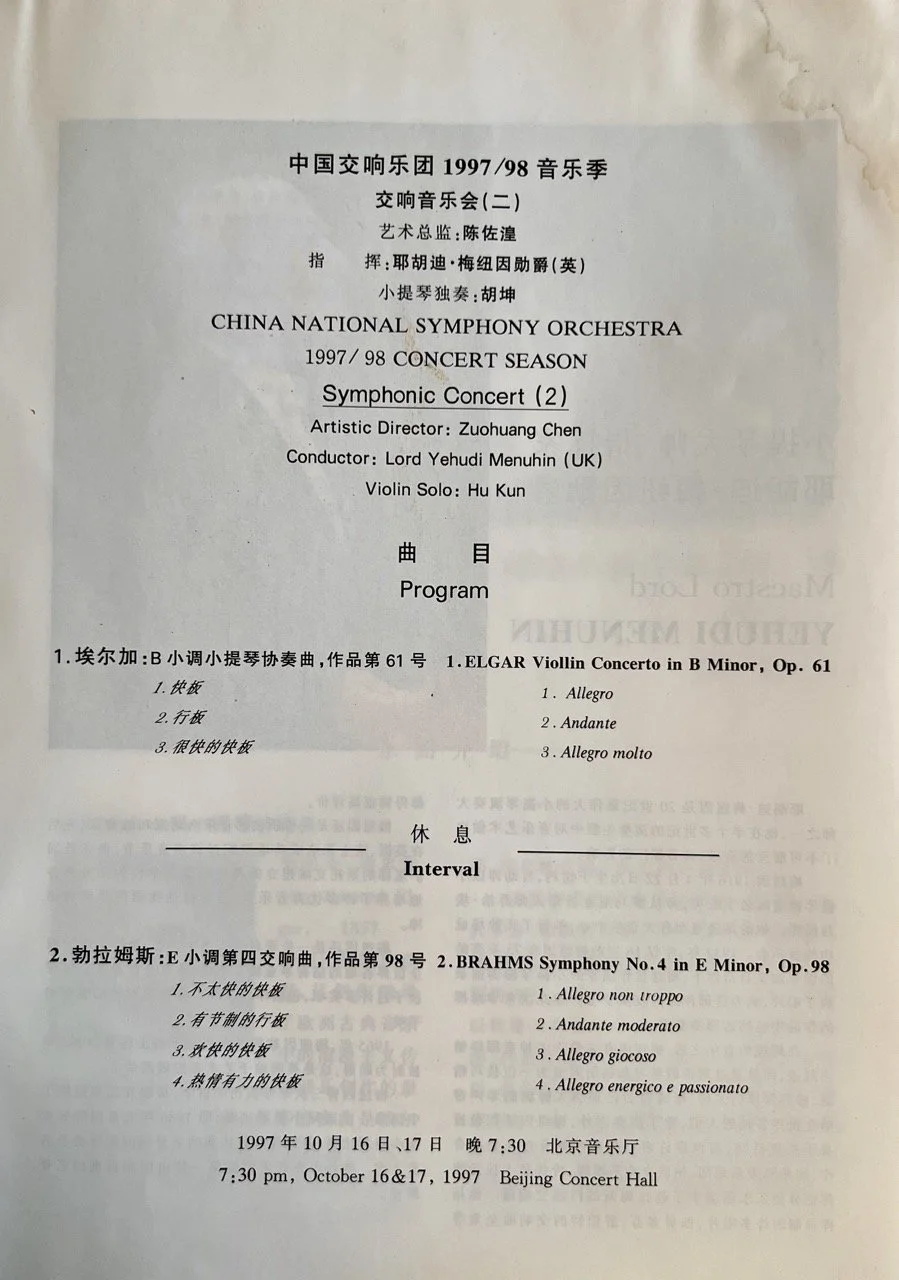 中国交响乐团 1997/98 音乐季
交响音乐会(二)
艺术总监:陈佐湟
指 挥:耶胡迪·梅纽因勋爵(英)
小提琴独奏:胡坤
CHINA NATIONAL SYMPHONY ORCHESTRA
1997/98 CONCERT SEASON
Symphonic Concert (2)
Artistic Director: Zuohuang Chen
Conductor: Lord Yehudi Menuhin (UK)
Violin Solo: Hu Kun
曲 目
Program
1.埃尔加:B 小调小提琴协奏曲,作品第 61 号 1.ELGAR Viollin Concerto in B Minor, Op. 61
1.快板 1. Allegro
2.行板 2. Andante
3.很快的快板 3. Allegro molto
休 息
Interval
2.勃拉姆斯:E 小调第四交响曲,作品第 98 号 2.BRAHMS Symphony No.4 in E Minor, Op.98
1.不太快的快板 1. Allegro non troppo
2.有节制的行板 2. Andante moderato
3.欢快的快板 3. Allegro giocoso
4.热情有力的快板 4. Allegro energico e passionato
1997 年 10 月 16 日、17 日 晚 7:30 北京音乐厅
7:30 pm, October 16&17, 1997 Beijing Concert Hall
Maestro Lord
YEHUDI MENUHIN